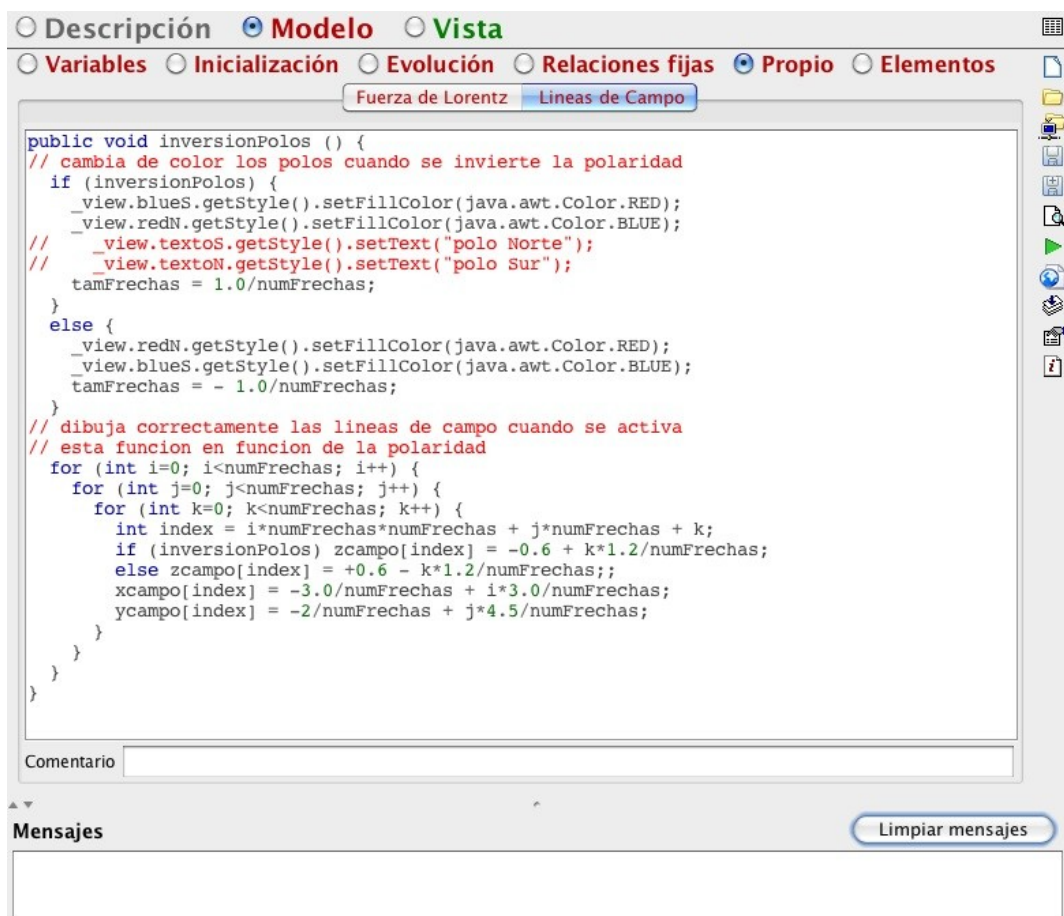 Descripción Modelo Vista
Variables Inicialización Evolución Relaciones fijas Propio Elementos
Fuerza de Lorentz Lineas de Campo
public void inversionPolos () {
// cambia de color los polos cuando se invierte la polaridad
  if (inversionPolos) {
    _view.blueS.getStyle().setFillColor(java.awt.Color.RED);
    _view.redN.getStyle().setFillColor(java.awt.Color.BLUE);
//    _view.textoS.getStyle().setText("polo Norte");
//    _view.textoN.getStyle().setText("polo Sur");
    tamFrechas = 1.0/numFrechas;
  }
  else {
    _view.redN.getStyle().setFillColor(java.awt.Color.RED);
    _view.blueS.getStyle().setFillColor(java.awt.Color.BLUE);
    tamFrechas = - 1.0/numFrechas;
  }
// dibuja correctamente las lineas de campo cuando se activa
// esta funcion en funcion de la polaridad
  for (int i=0; i<numFrechas; i++) {
    for (int j=0; j<numFrechas; j++) {
      for (int k=0; k<numFrechas; k++) {
        int index = i*numFrechas*numFrechas + j*numFrechas + k;
        if (inversionPolos) zcampo[index] = -0.6 + k*1.2/numFrechas;
        else zcampo[index] = +0.6 - k*1.2/numFrechas;;
        xcampo[index] = -3.0/numFrechas + i*3.0/numFrechas;
        ycampo[index] = -2/numFrechas + j*4.5/numFrechas;
      }
    }
  }
}
Comentario
Mensajes Limpiar mensajes